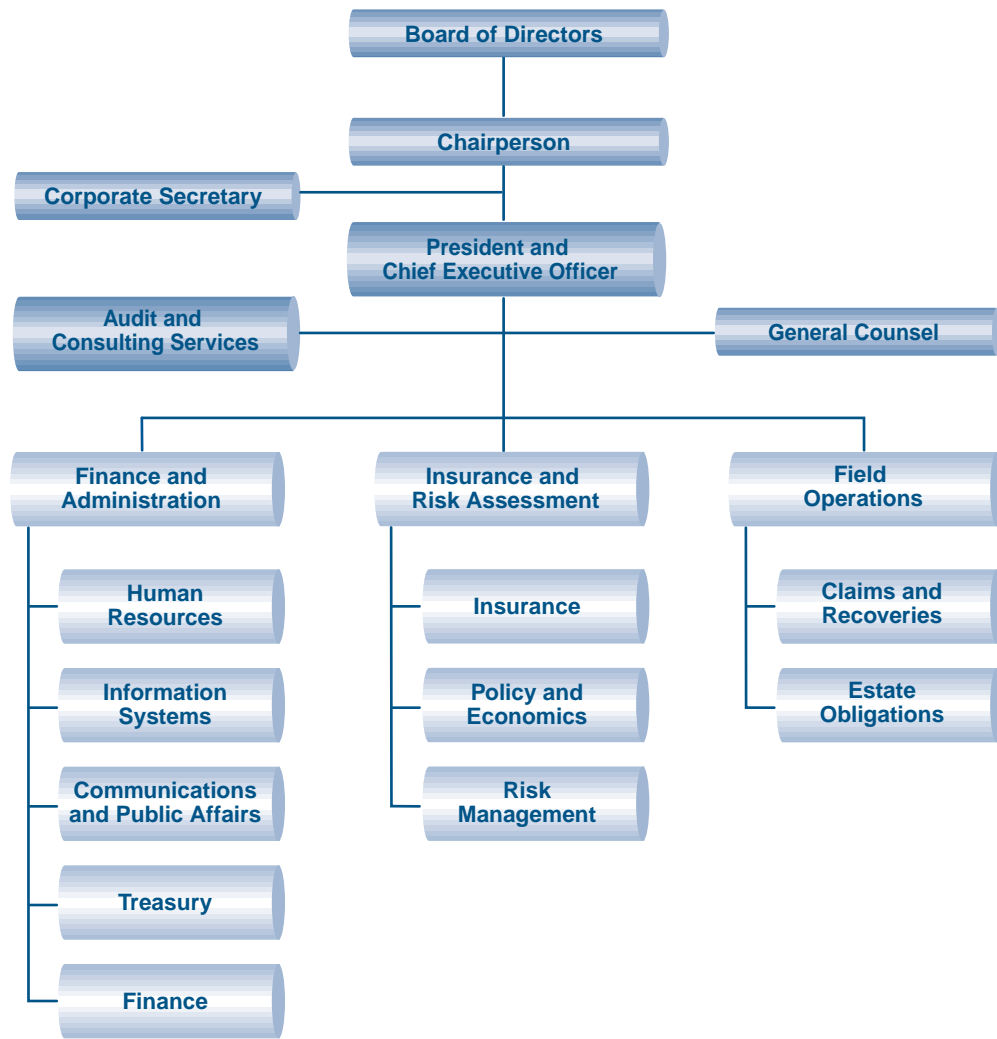 Board of Directors
Chairperson
Corporate Secretary
President and
Chief Executive Officer
Audit and
Consulting Services
General Counsel
Finance and
Administration
Human
Resources
Information
Systems
Communications
and Public Affairs
Treasury
Finance
Insurance and
Risk Assessment
Insurance
Policy and
Economics
Risk
Management
Field
Operations
Claims and
Recoveries
Estate
Obligations